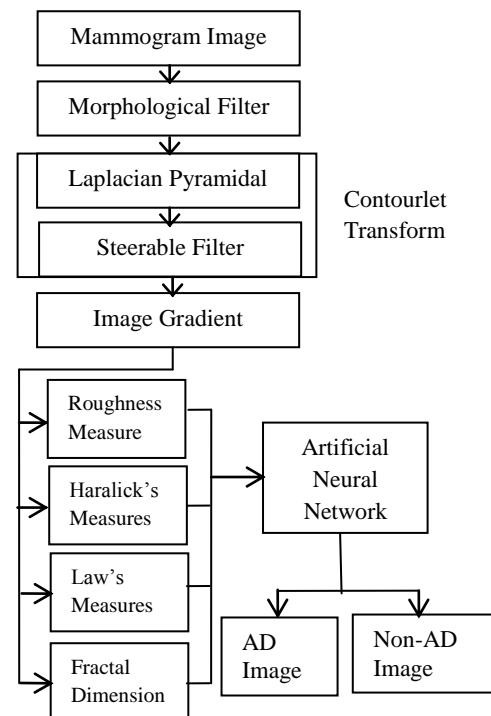 Mammogram Image
Morphological Filter
Laplacian Pyramidal
Steerable Filter
Contourlet
Transform
Image Gradient
Roughness
Measure
Haralick's
Measures
Law's
Measures
Fractal
Dimension
Artificial
Neural
Network
AD
Image
Non-AD
Image